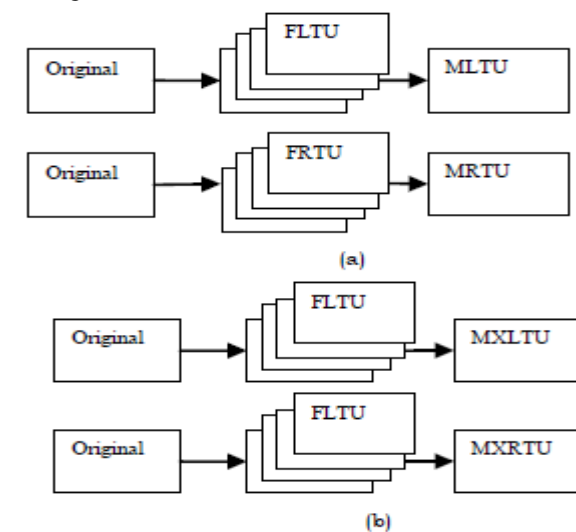 FLTU
Original
MLTU
FRTU
Original
MRTU
(a)
FLTU
Original
MXLTU
FLTU
Original
MXRTU
(b)